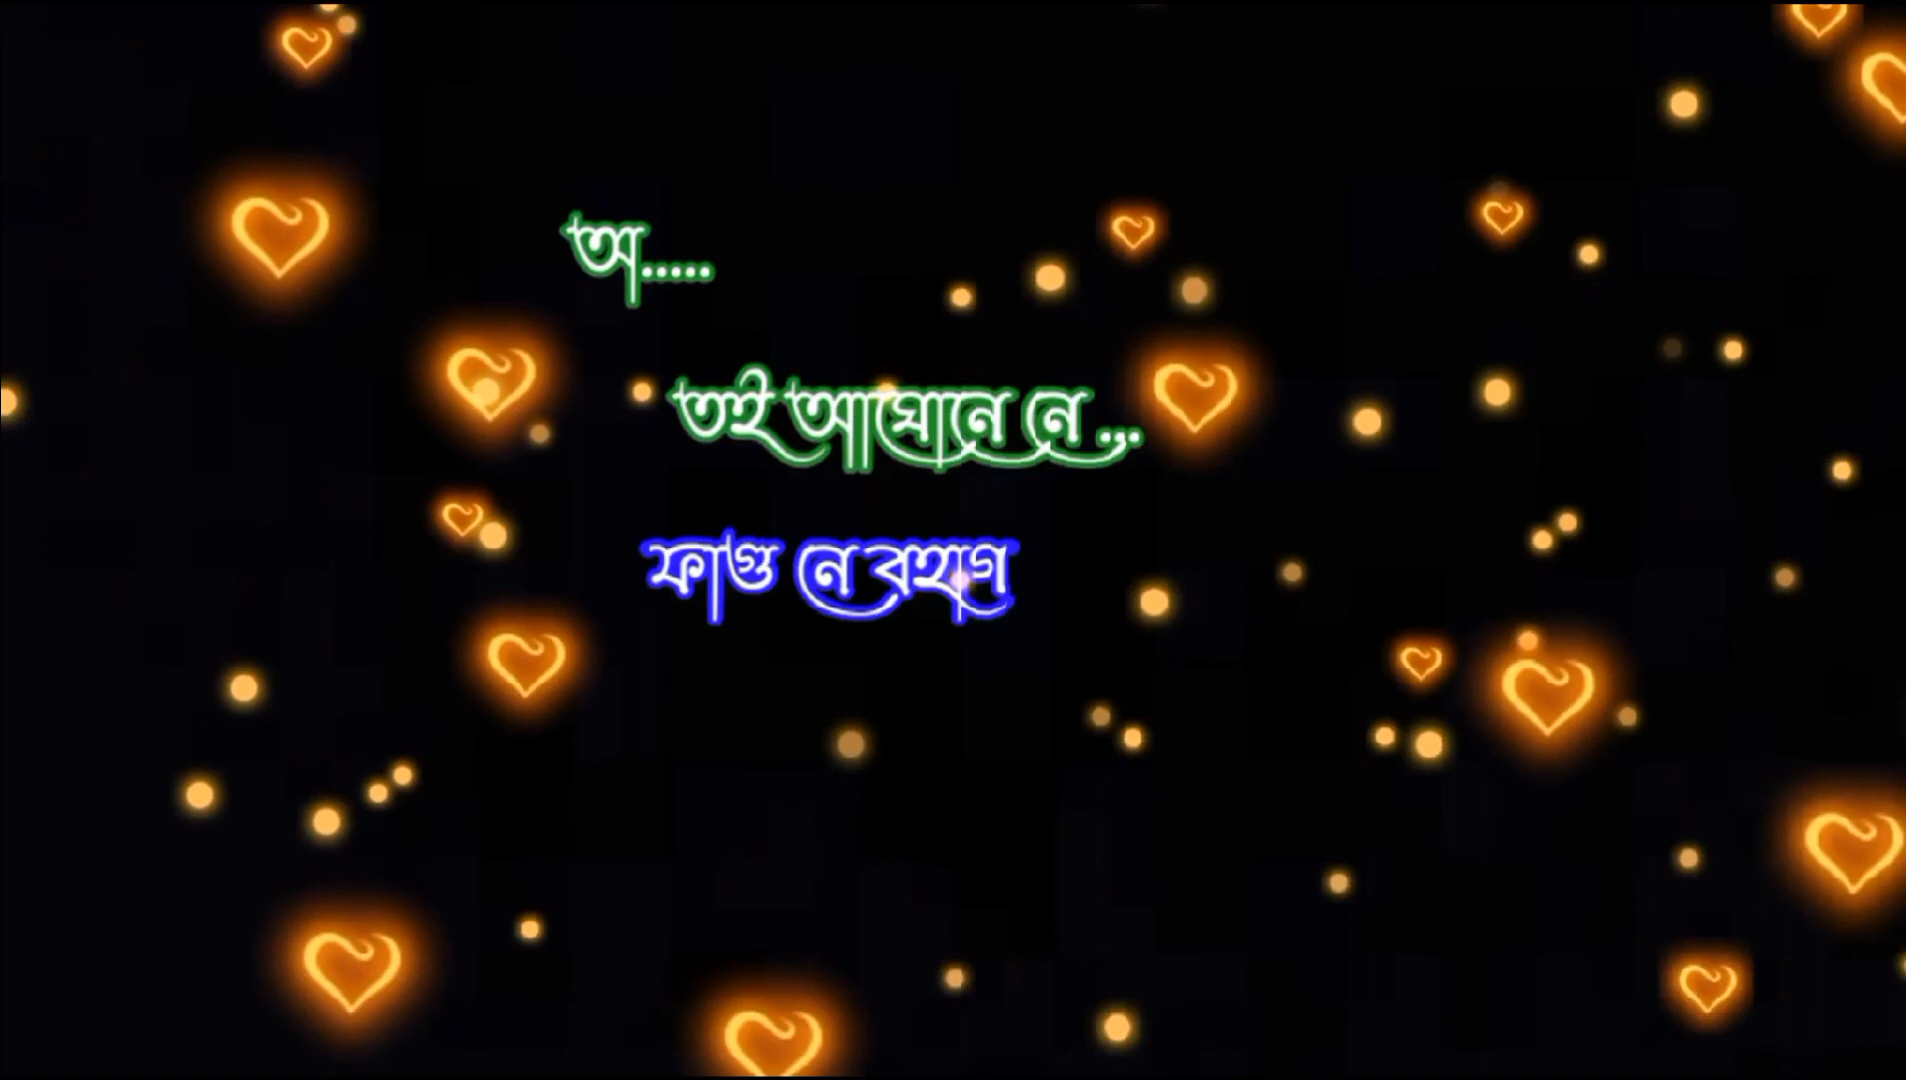 অ.....
তই আঘোনে নে ...
ফাগু নে বহাগ